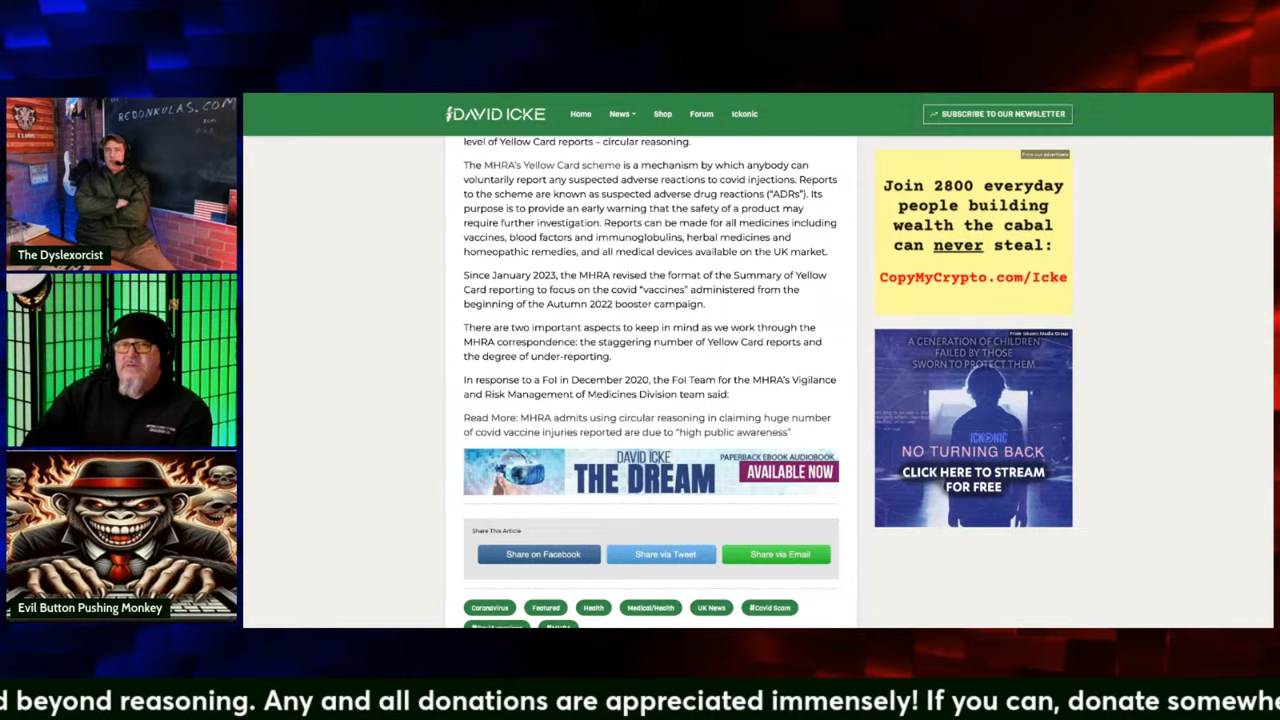 REDONKULAS.COM
The Dyslexorcist
Evil Button Pushing Monkey
DAVID ICKE
Home
News
Shop
Forum
Ickonic
SUBSCRIBE TO OUR NEWSLETTER
level of Yellow Card reports – circular reasoning.
The MHRA's Yellow Card scheme is a mechanism by which anybody can
voluntarily report any suspected adverse reactions to covid injections. Reports
to the scheme are known as suspected adverse drug reactions ("ADRs"). Its
purpose is to provide an early warning that the safety of a product may
require further investigation. Reports can be made for all medicines including
vaccines, blood factors and immunoglobulins, herbal medicines and
homeopathic remedies, and all medical devices available on the UK market.
Since January 2023, the MHRA revised the format of the Summary of Yellow
Card reporting to focus on the covid "vaccines" administered from the
beginning of the Autumn 2022 booster campaign.
There are two important aspects to keep in mind as we work through the
MHRA correspondence: the staggering number of Yellow Card reports and
the degree of under-reporting.
In response to a FoI in December 2020, the FoI Team for the MHRA's Vigilance
and Risk Management of Medicines Division team said:
Read More: MHRA admits using circular reasoning in claiming huge number
of covid vaccine injuries reported are due to "high public awareness"
DAVID ICKE
THE DREAM
PAPERBACK EBOOK AUDIOBOOK
AVAILABLE NOW
Share This Article
Share on Facebook
Share via Tweet
Share via Email
Coronavirus
Featured
Health
Medical/Health
UK News
#Covid Scam
#Covid vaccines
#MHRA
From our advertisers
Join 2800 everyday
people building
wealth the cabal
can never steal:
CopyMyCrypto.com/Icke
From Ickonic Media Group
A GENERATION OF CHILDREN
FAILED BY THOSE
SWORN TO PROTECT THEM
ICKONIC
NO TURNING BACK
CLICK HERE TO STREAM
FOR FREE
d beyond reasoning. Any and all donations are appreciated immensely! If you can, donate somewhe